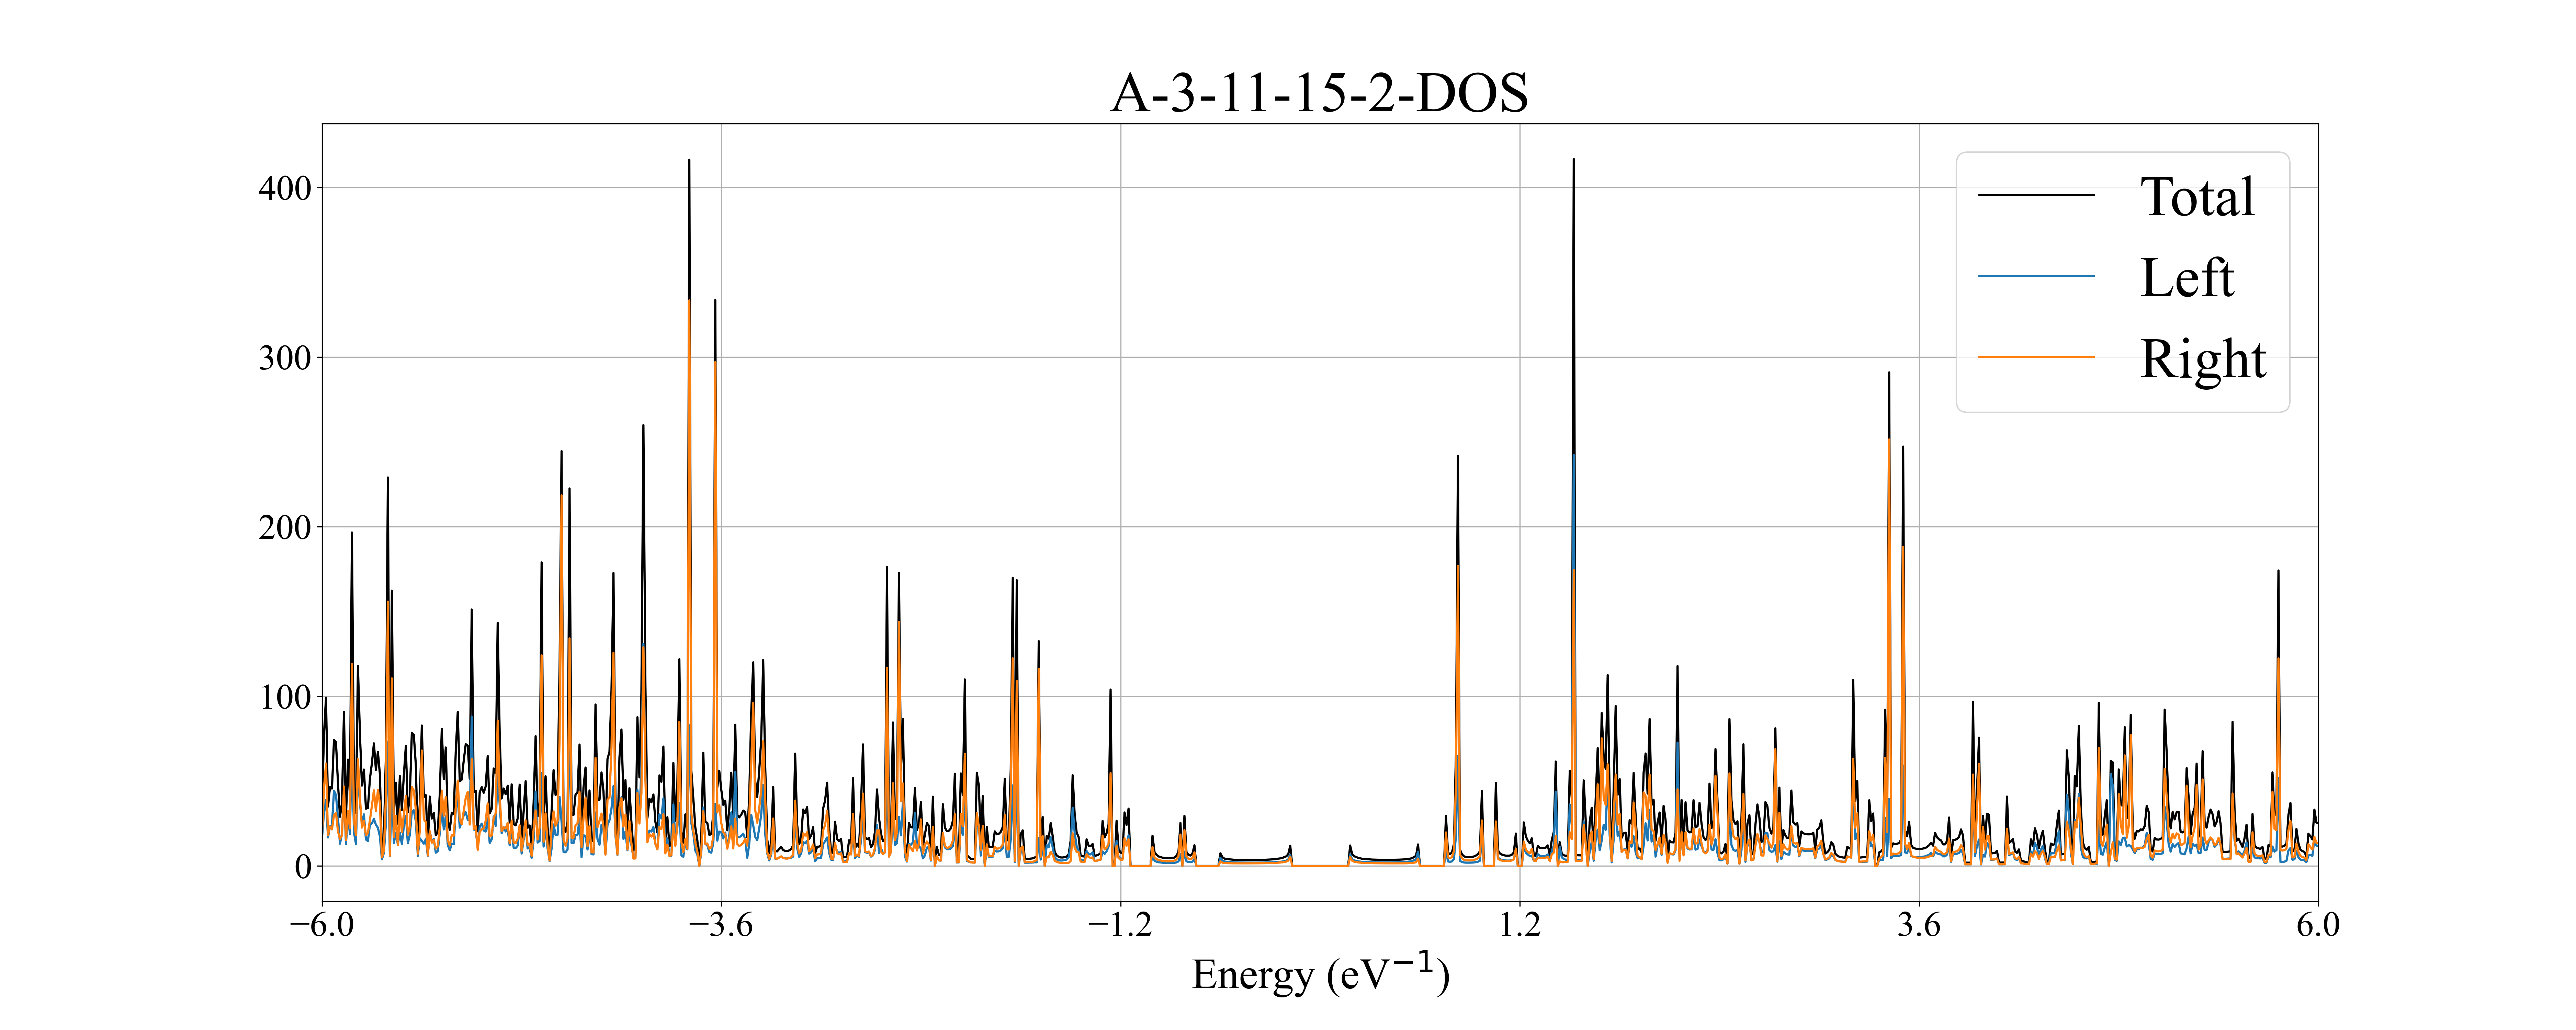 A-3-11-15-2-DOS
400
300
200
100
0
Total
Left
Right
−6.0
−3.6
−1.2
1.2
3.6
6.0
Energy (eV⁻¹)